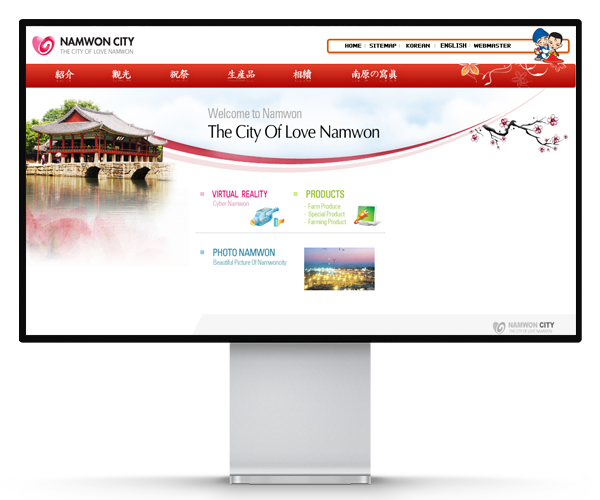 NAMWON CITY
THE CITY OF LOVE NAMWON
HOME SITEMAP KOREAN ENGLISH WEBMASTER
紹介 觀光 祝祭 生産品 相續 南原の寫眞
Welcome to Namwon
The City Of Love Namwon
VIRTUAL REALITY
Cyber Namwon
PRODUCTS
- Farm Produce
- Special Product
- Farming Product
PHOTO NAMWON
Beautiful Picture Of Namwoncity
NAMWON CITY
THE CITY OF LOVE NAMWON